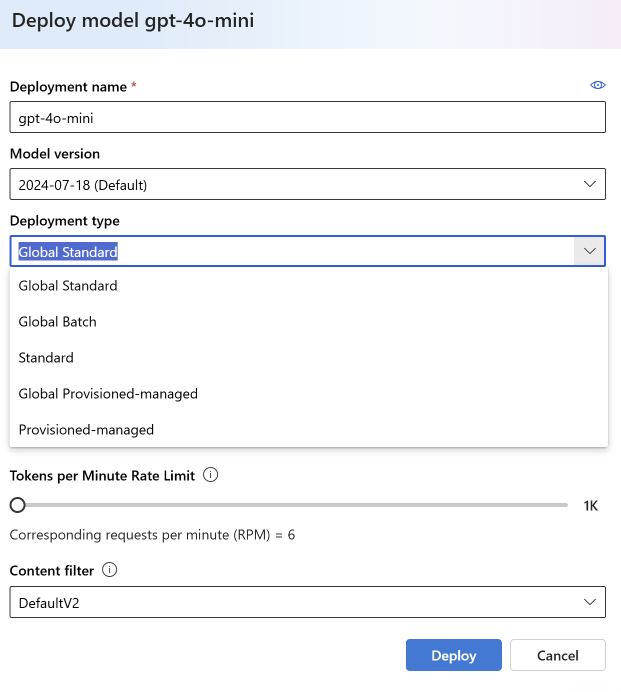 Deploy model gpt-4o-mini
Deployment name *
gpt-4o-mini
Model version
2024-07-18 (Default)
Deployment type
Global Standard
Global Standard
Global Batch
Standard
Global Provisioned-managed
Provisioned-managed
Tokens per Minute Rate Limit
1K
Corresponding requests per minute (RPM) = 6
Content filter
DefaultV2
Deploy Cancel